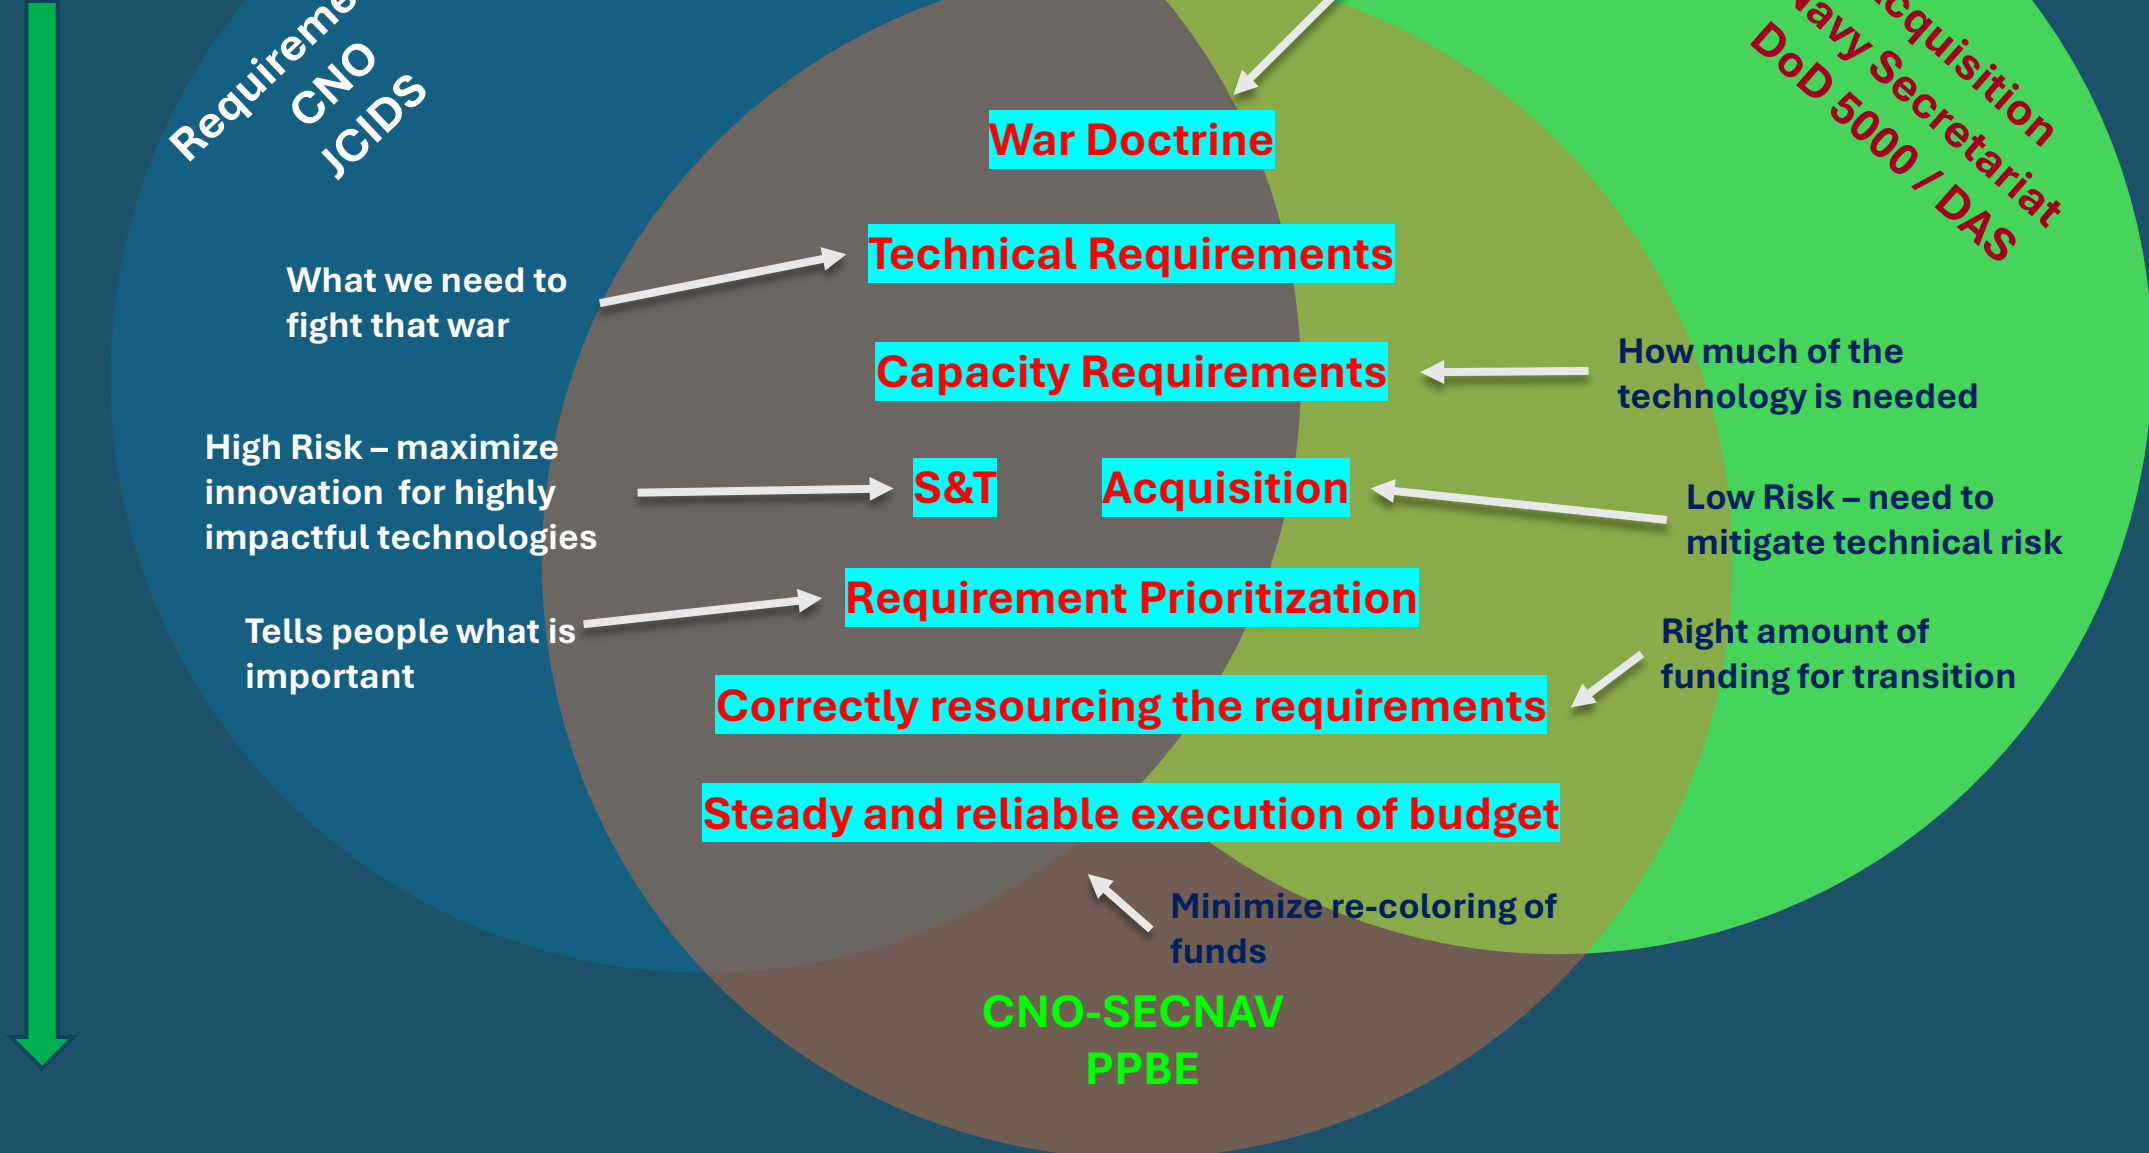 CNO
JCIDS
Navy Secretariat
DoD 5000 / DAS
War Doctrine
Technical Requirements
What we need to
fight that war
Capacity Requirements
How much of the
technology is needed
High Risk – maximize
innovation for highly
impactful technologies
S&T
Acquisition
Low Risk – need to
mitigate technical risk
Requirement Prioritization
Tells people what is
important
Right amount of
funding for transition
Correctly resourcing the requirements
Steady and reliable execution of budget
Minimize re-coloring of
funds
CNO-SECNAV
PPBE